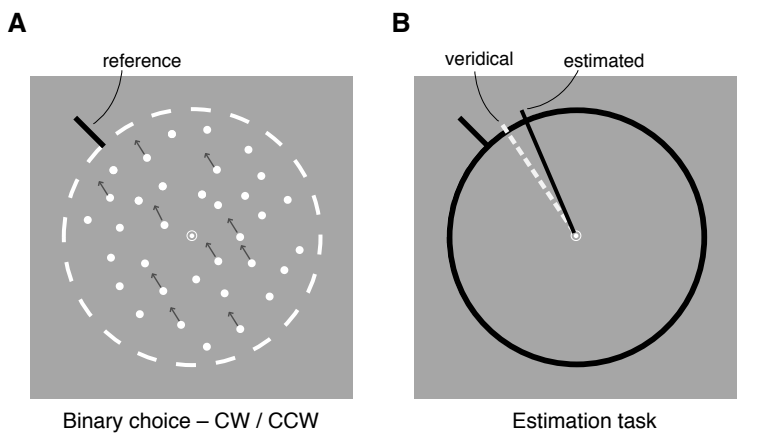 A
B
reference
veridical
estimated
Binary choice – CW / CCW
Estimation task